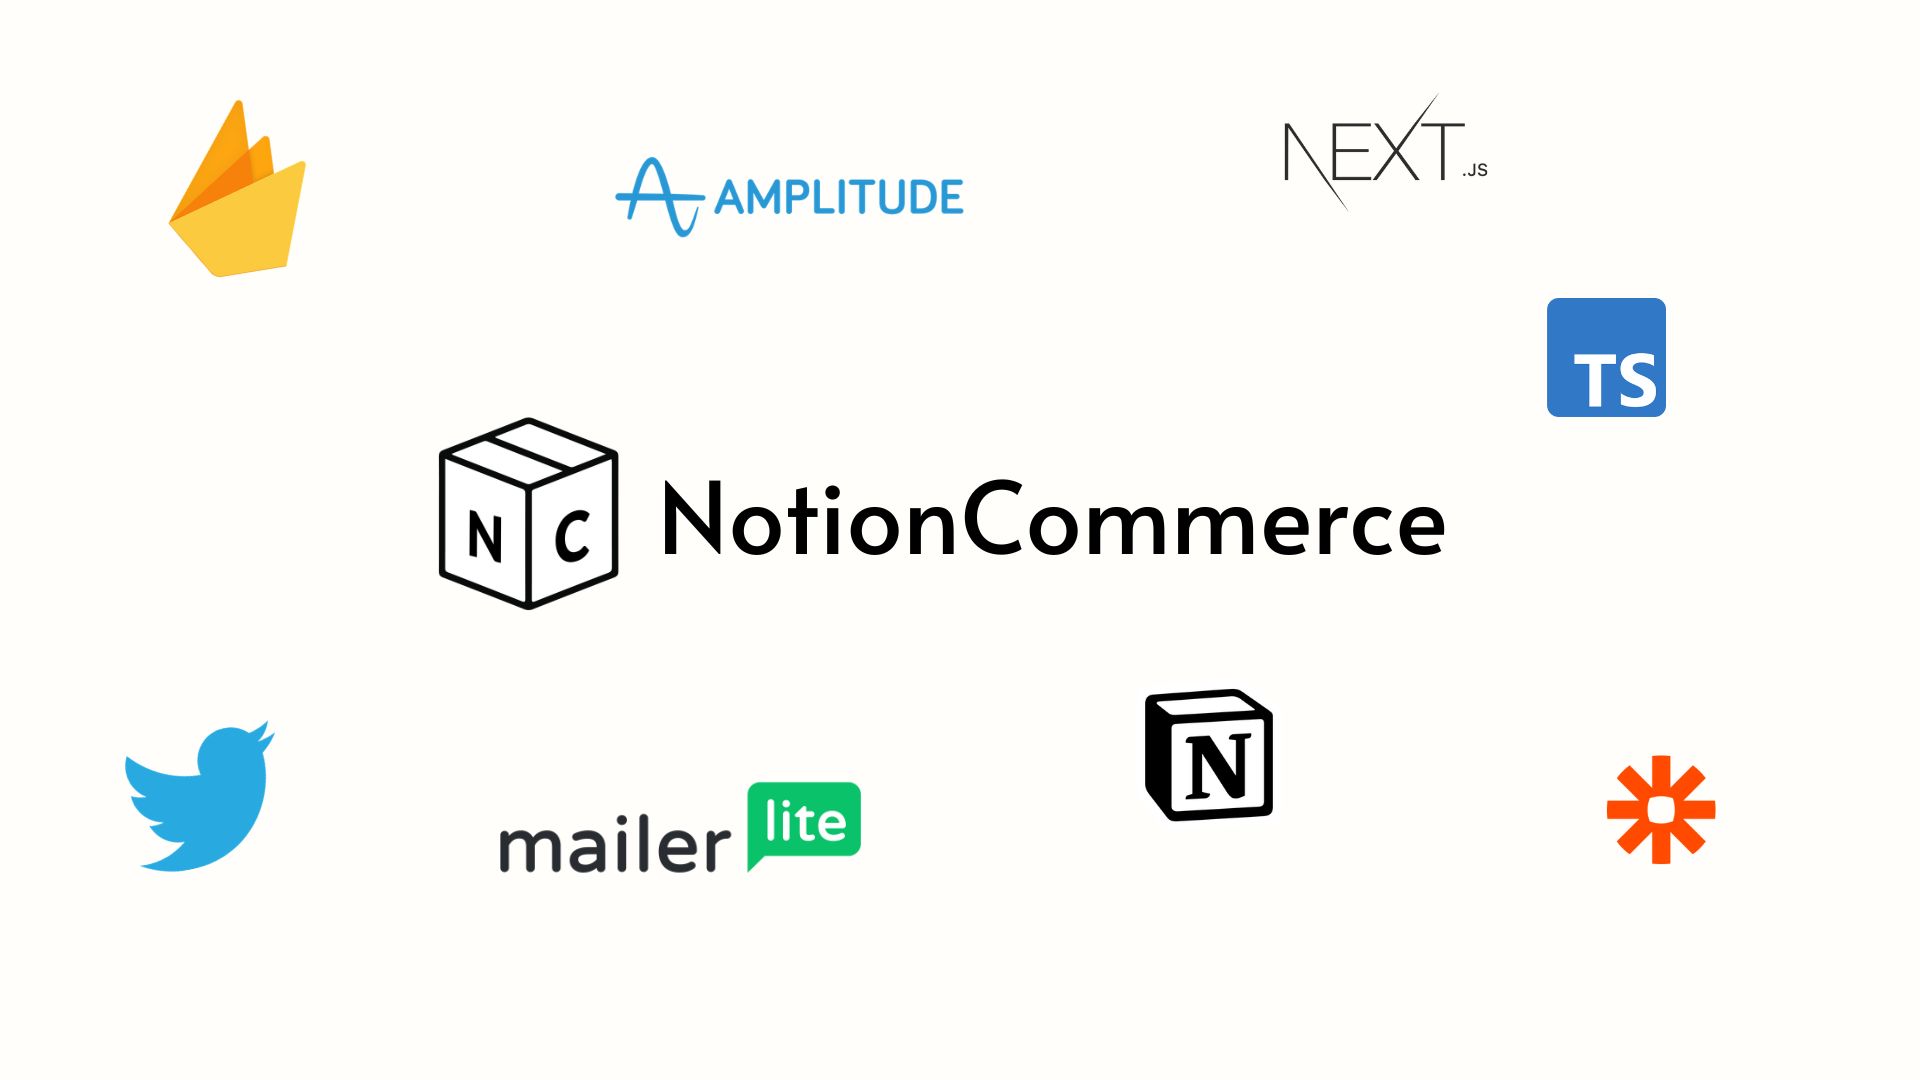 AMPLITUDE
NEXT.JS
TS
N C
NotionCommerce
N
mailer lite